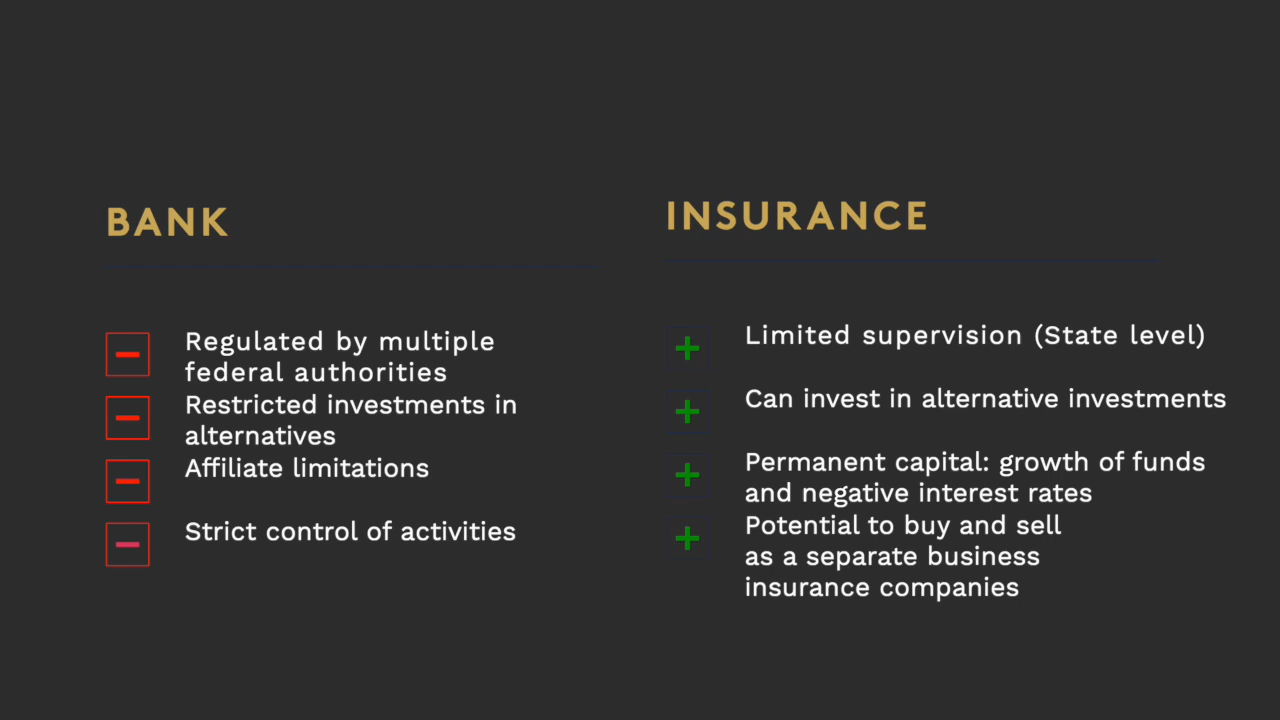 BANK
Regulated by multiple
federal authorities
Restricted investments in
alternatives
Affiliate limitations
Strict control of activities
INSURANCE
Limited supervision (State level)
Can invest in alternative investments
Permanent capital: growth of funds
and negative interest rates
Potential to buy and sell
as a separate business
insurance companies